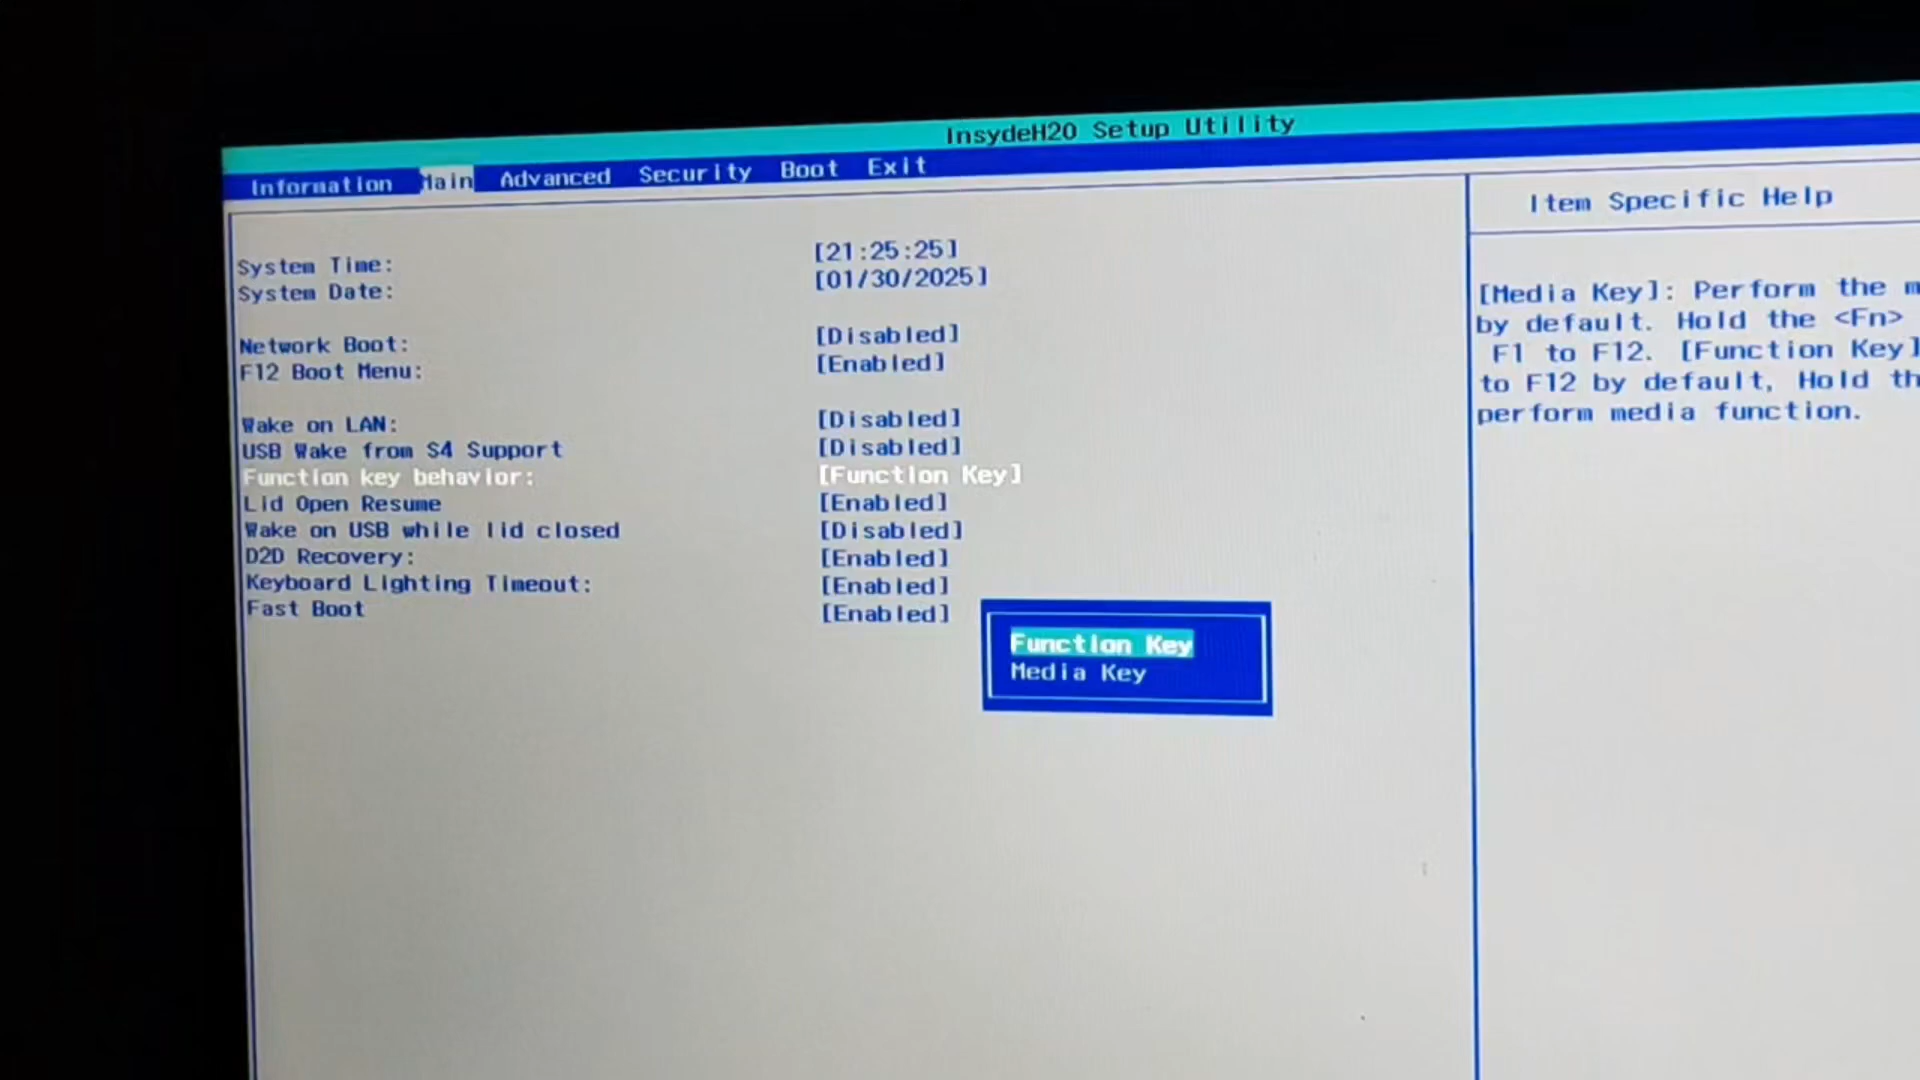 InsydeH2O Setup Utility
Information Main Advanced Security Boot Exit
Item Specific Help
System Time: [21:25:25]
System Date: [01/30/2025]
Network Boot: [Disabled]
F12 Boot Menu: [Enabled]
Wake on LAN: [Disabled]
USB Wake from S4 Support [Disabled]
Function key behavior: [Function Key]
Lid Open Resume [Enabled]
Wake on USB while lid closed [Disabled]
D2D Recovery: [Enabled]
Keyboard Lighting Timeout: [Enabled]
Fast Boot [Enabled]
Function Key
Media Key
[Media Key]: Perform the
by default. Hold the <Fn>
F1 to F12. [Function Key]
to F12 by default, Hold
perform media function.